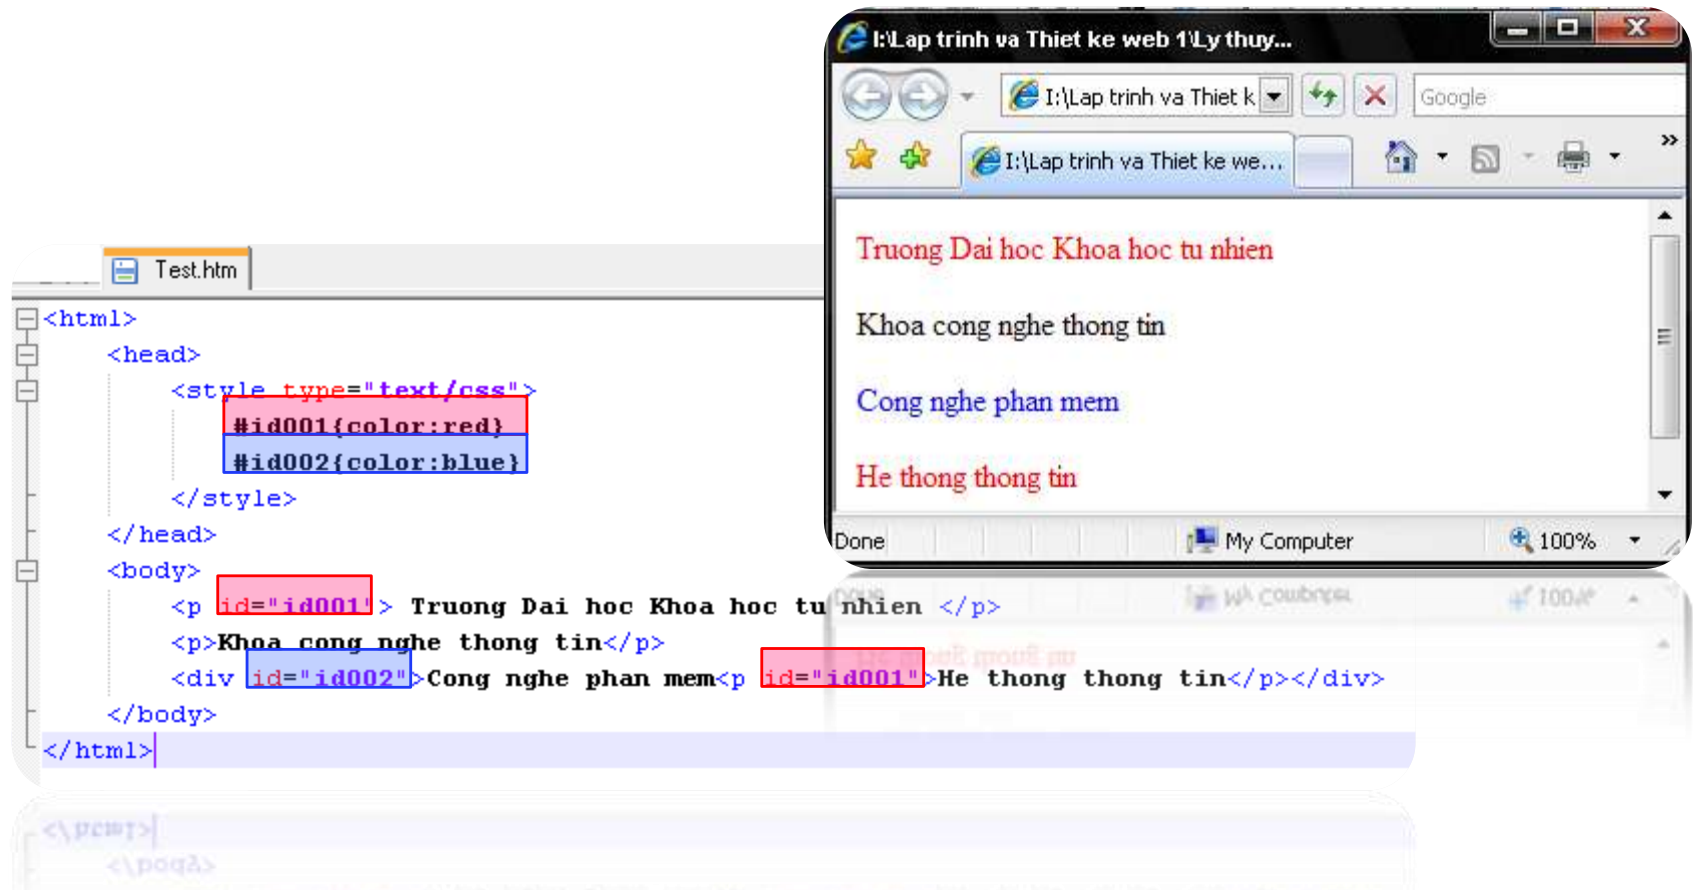 I:\Lap trinh va Thiet ke web 1\Ly thuy...
I:\Lap trinh va Thiet k
Google
I:\Lap trinh va Thiet ke we...
»
Truong Dai hoc Khoa hoc tu nhien
Khoa cong nghe thong tin
Cong nghe phan mem
He thong thong tin
Done
My Computer
100%
Test.htm
<html>
<head>
<style type="text/css">
#id001{color:red}
#id002{color:blue}
</style>
</head>
<body>
<p id="id001"> Truong Dai hoc Khoa hoc tu nhien </p>
<p>Khoa cong nghe thong tin</p>
<div id="id002">Cong nghe phan mem<p id="id001">He thong thong tin</p></div>
</body>
</html>